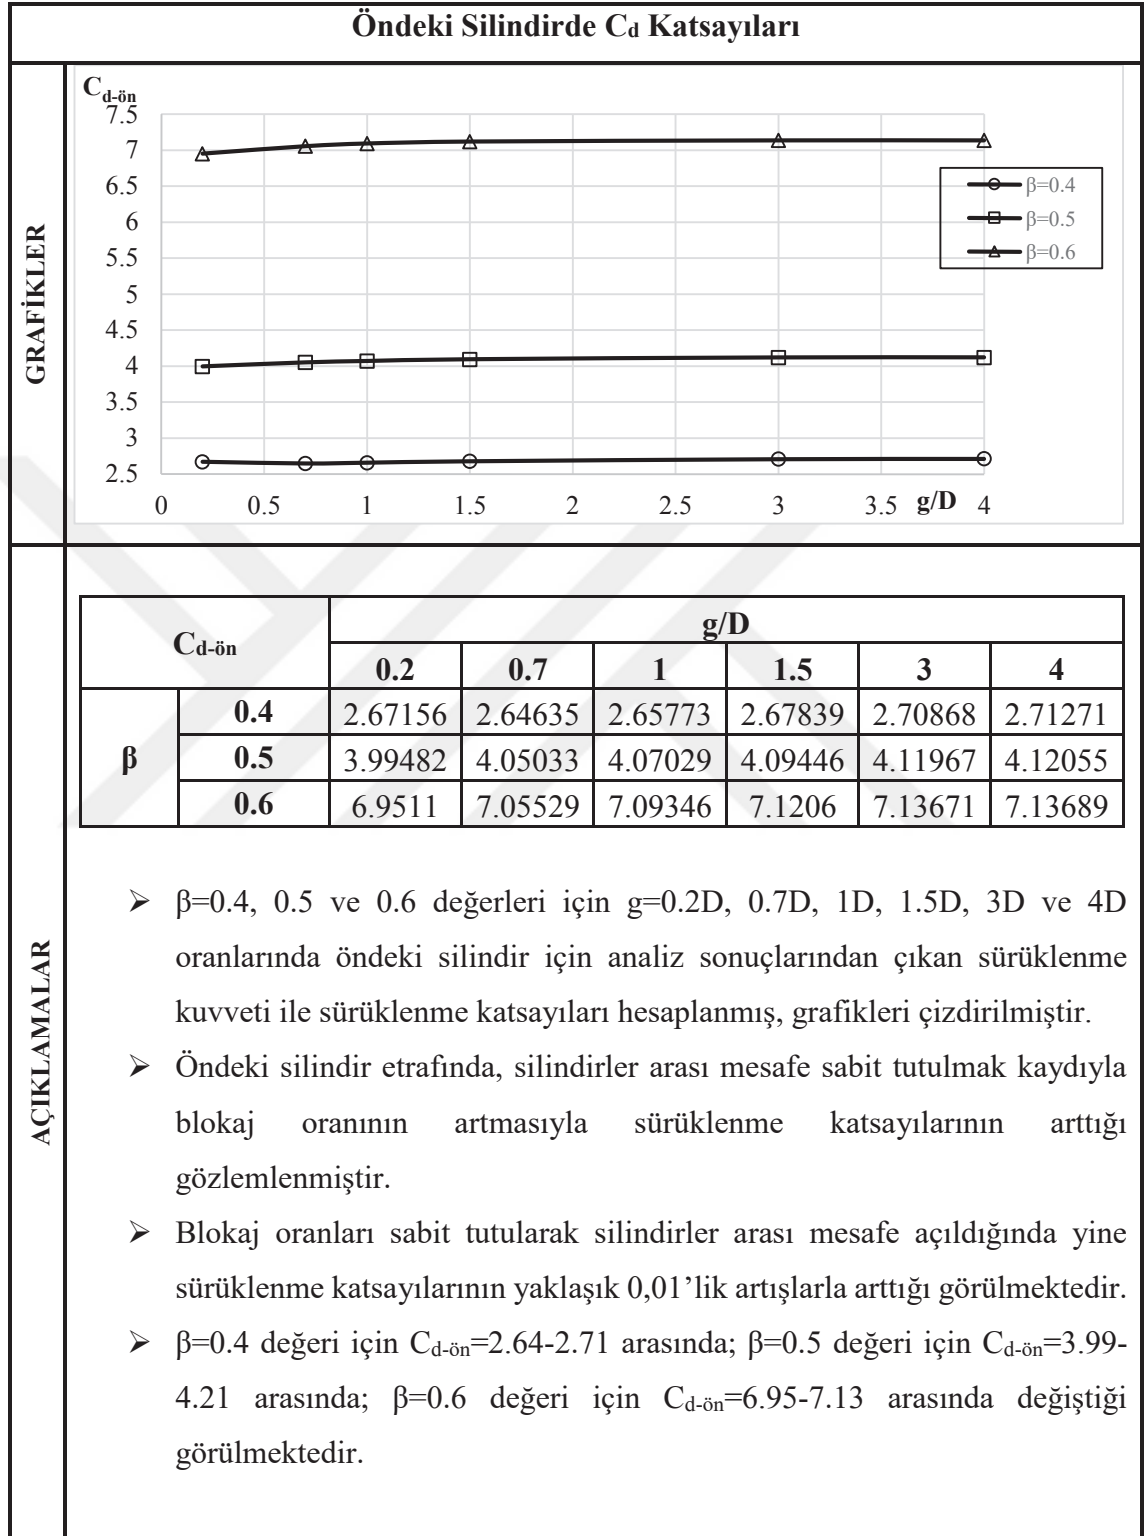 Öndeki Silindirde Cd Katsayıları
GRAFİKLER
Cd-ön
7.5
7
6.5
6
5.5
5
4.5
4
3.5
3
2.5
0 0.5 1 1.5 2 2.5 3 3.5 g/D 4
β=0.4
β=0.5
β=0.6
AÇIKLAMALAR
Cd-ön g/D
0.2 0.7 1 1.5 3 4
β 0.4 2.67156 2.64635 2.65773 2.67839 2.70868 2.71271
0.5 3.99482 4.05033 4.07029 4.09446 4.11967 4.12055
0.6 6.9511 7.05529 7.09346 7.1206 7.13671 7.13689
➢ β=0.4, 0.5 ve 0.6 değerleri için g=0.2D, 0.7D, 1D, 1.5D, 3D ve 4D
oranlarında öndeki silindir için analiz sonuçlarından çıkan sürüklenme
kuvveti ile sürüklenme katsayıları hesaplanmış, grafikleri çizdirilmiştir.
➢ Öndeki silindir etrafında, silindirler arası mesafe sabit tutulmak kaydıyla
blokaj oranının artmasıyla sürüklenme katsayılarının arttığı
gözlemlenmiştir.
➢ Blokaj oranları sabit tutularak silindirler arası mesafe açıldığında yine
sürüklenme katsayılarının yaklaşık 0,01’lik artışlarla arttığı görülmektedir.
➢ β=0.4 değeri için Cd-ön=2.64-2.71 arasında; β=0.5 değeri için Cd-ön=3.99-
4.21 arasında; β=0.6 değeri için Cd-ön=6.95-7.13 arasında değiştiği
görülmektedir.